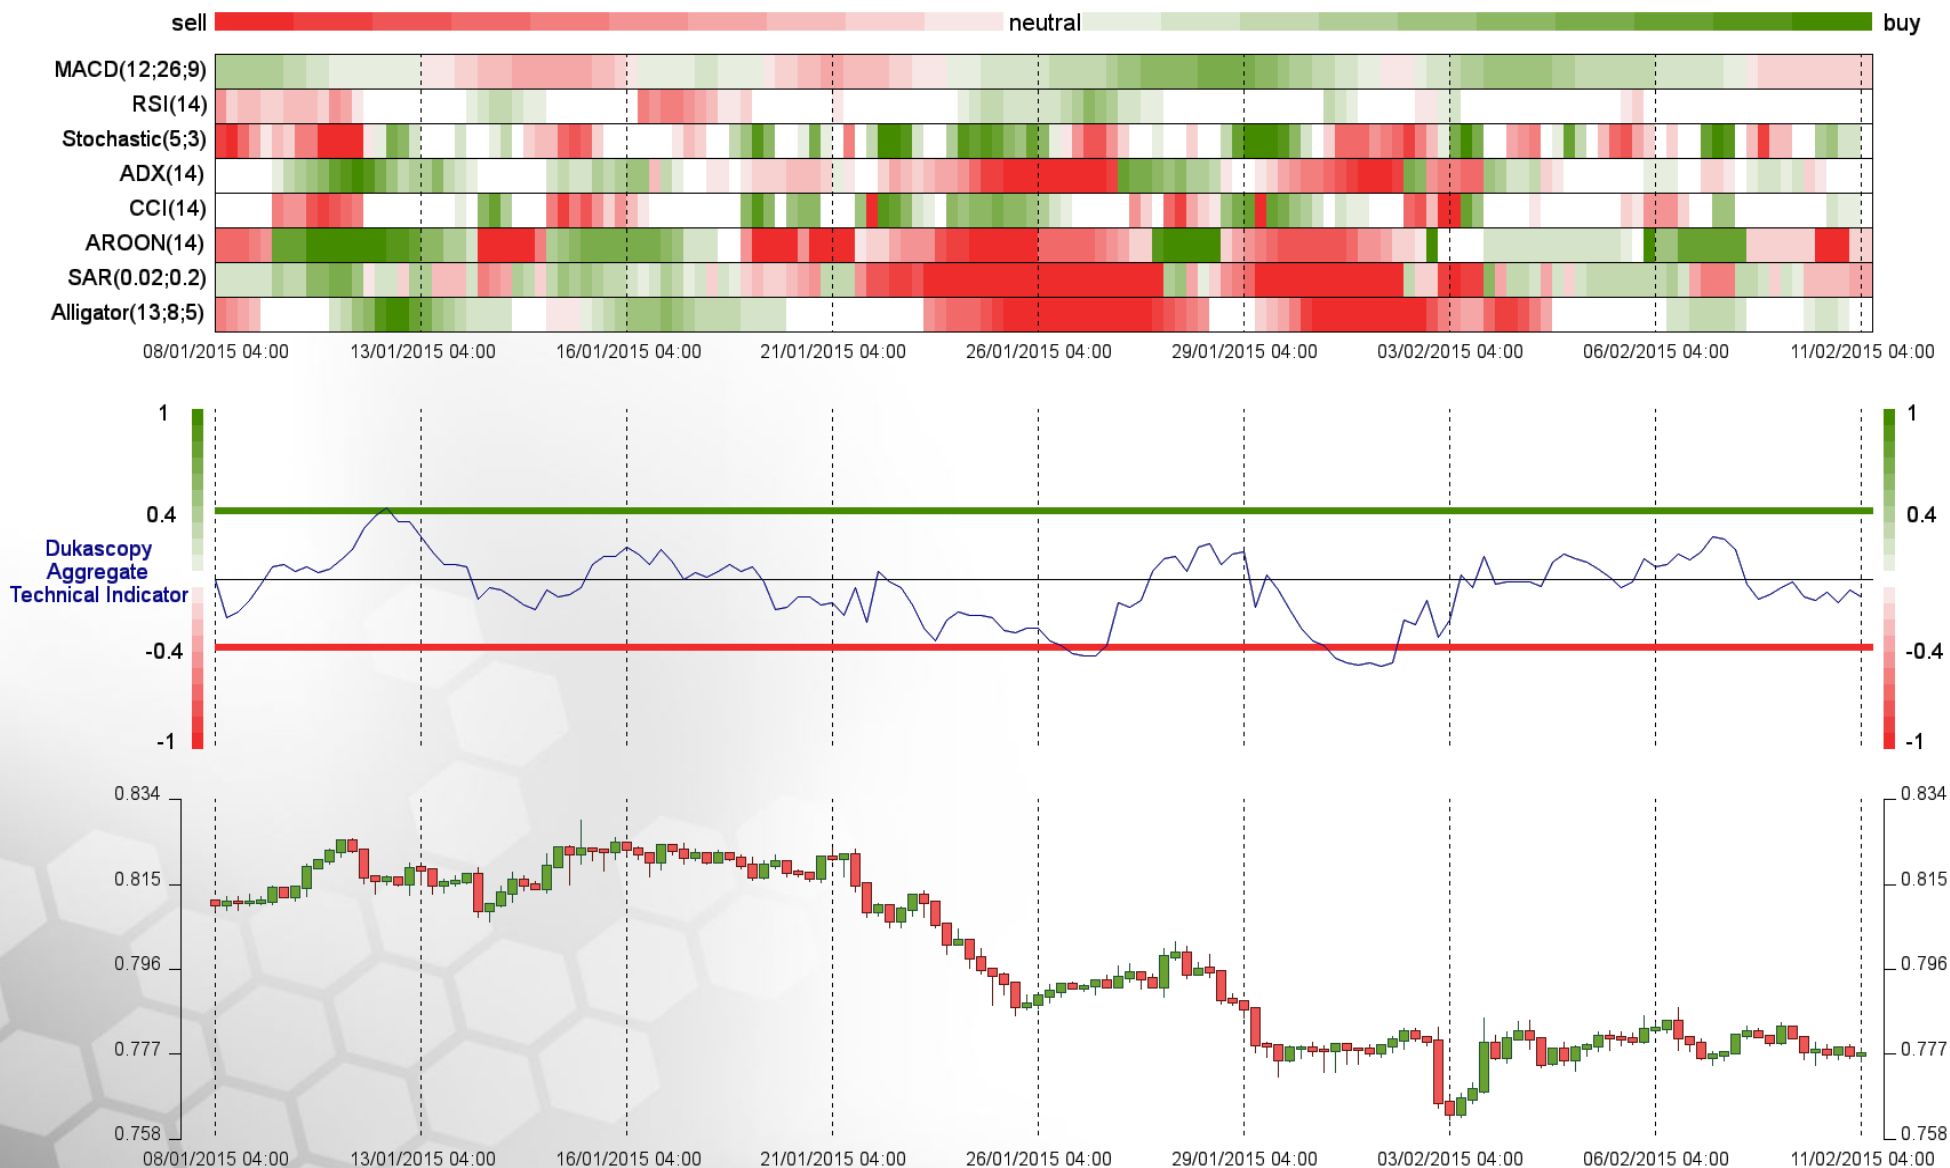 sell neutral buy
MACD(12;26;9)
RSI(14)
Stochastic(5;3)
ADX(14)
CCI(14)
AROON(14)
SAR(0.02;0.2)
Alligator(13;8;5)
08/01/2015 04:00 13/01/2015 04:00 16/01/2015 04:00 21/01/2015 04:00 26/01/2015 04:00 29/01/2015 04:00 03/02/2015 04:00 06/02/2015 04:00 11/02/2015 04:00
1 1
0.4 0.4
Dukascopy
Aggregate
Technical Indicator
-0.4 -0.4
-1 -1
0.834 0.834
0.815 0.815
0.796 0.796
0.777 0.777
0.758 0.758
08/01/2015 04:00 13/01/2015 04:00 16/01/2015 04:00 21/01/2015 04:00 26/01/2015 04:00 29/01/2015 04:00 03/02/2015 04:00 06/02/2015 04:00 11/02/2015 04:00